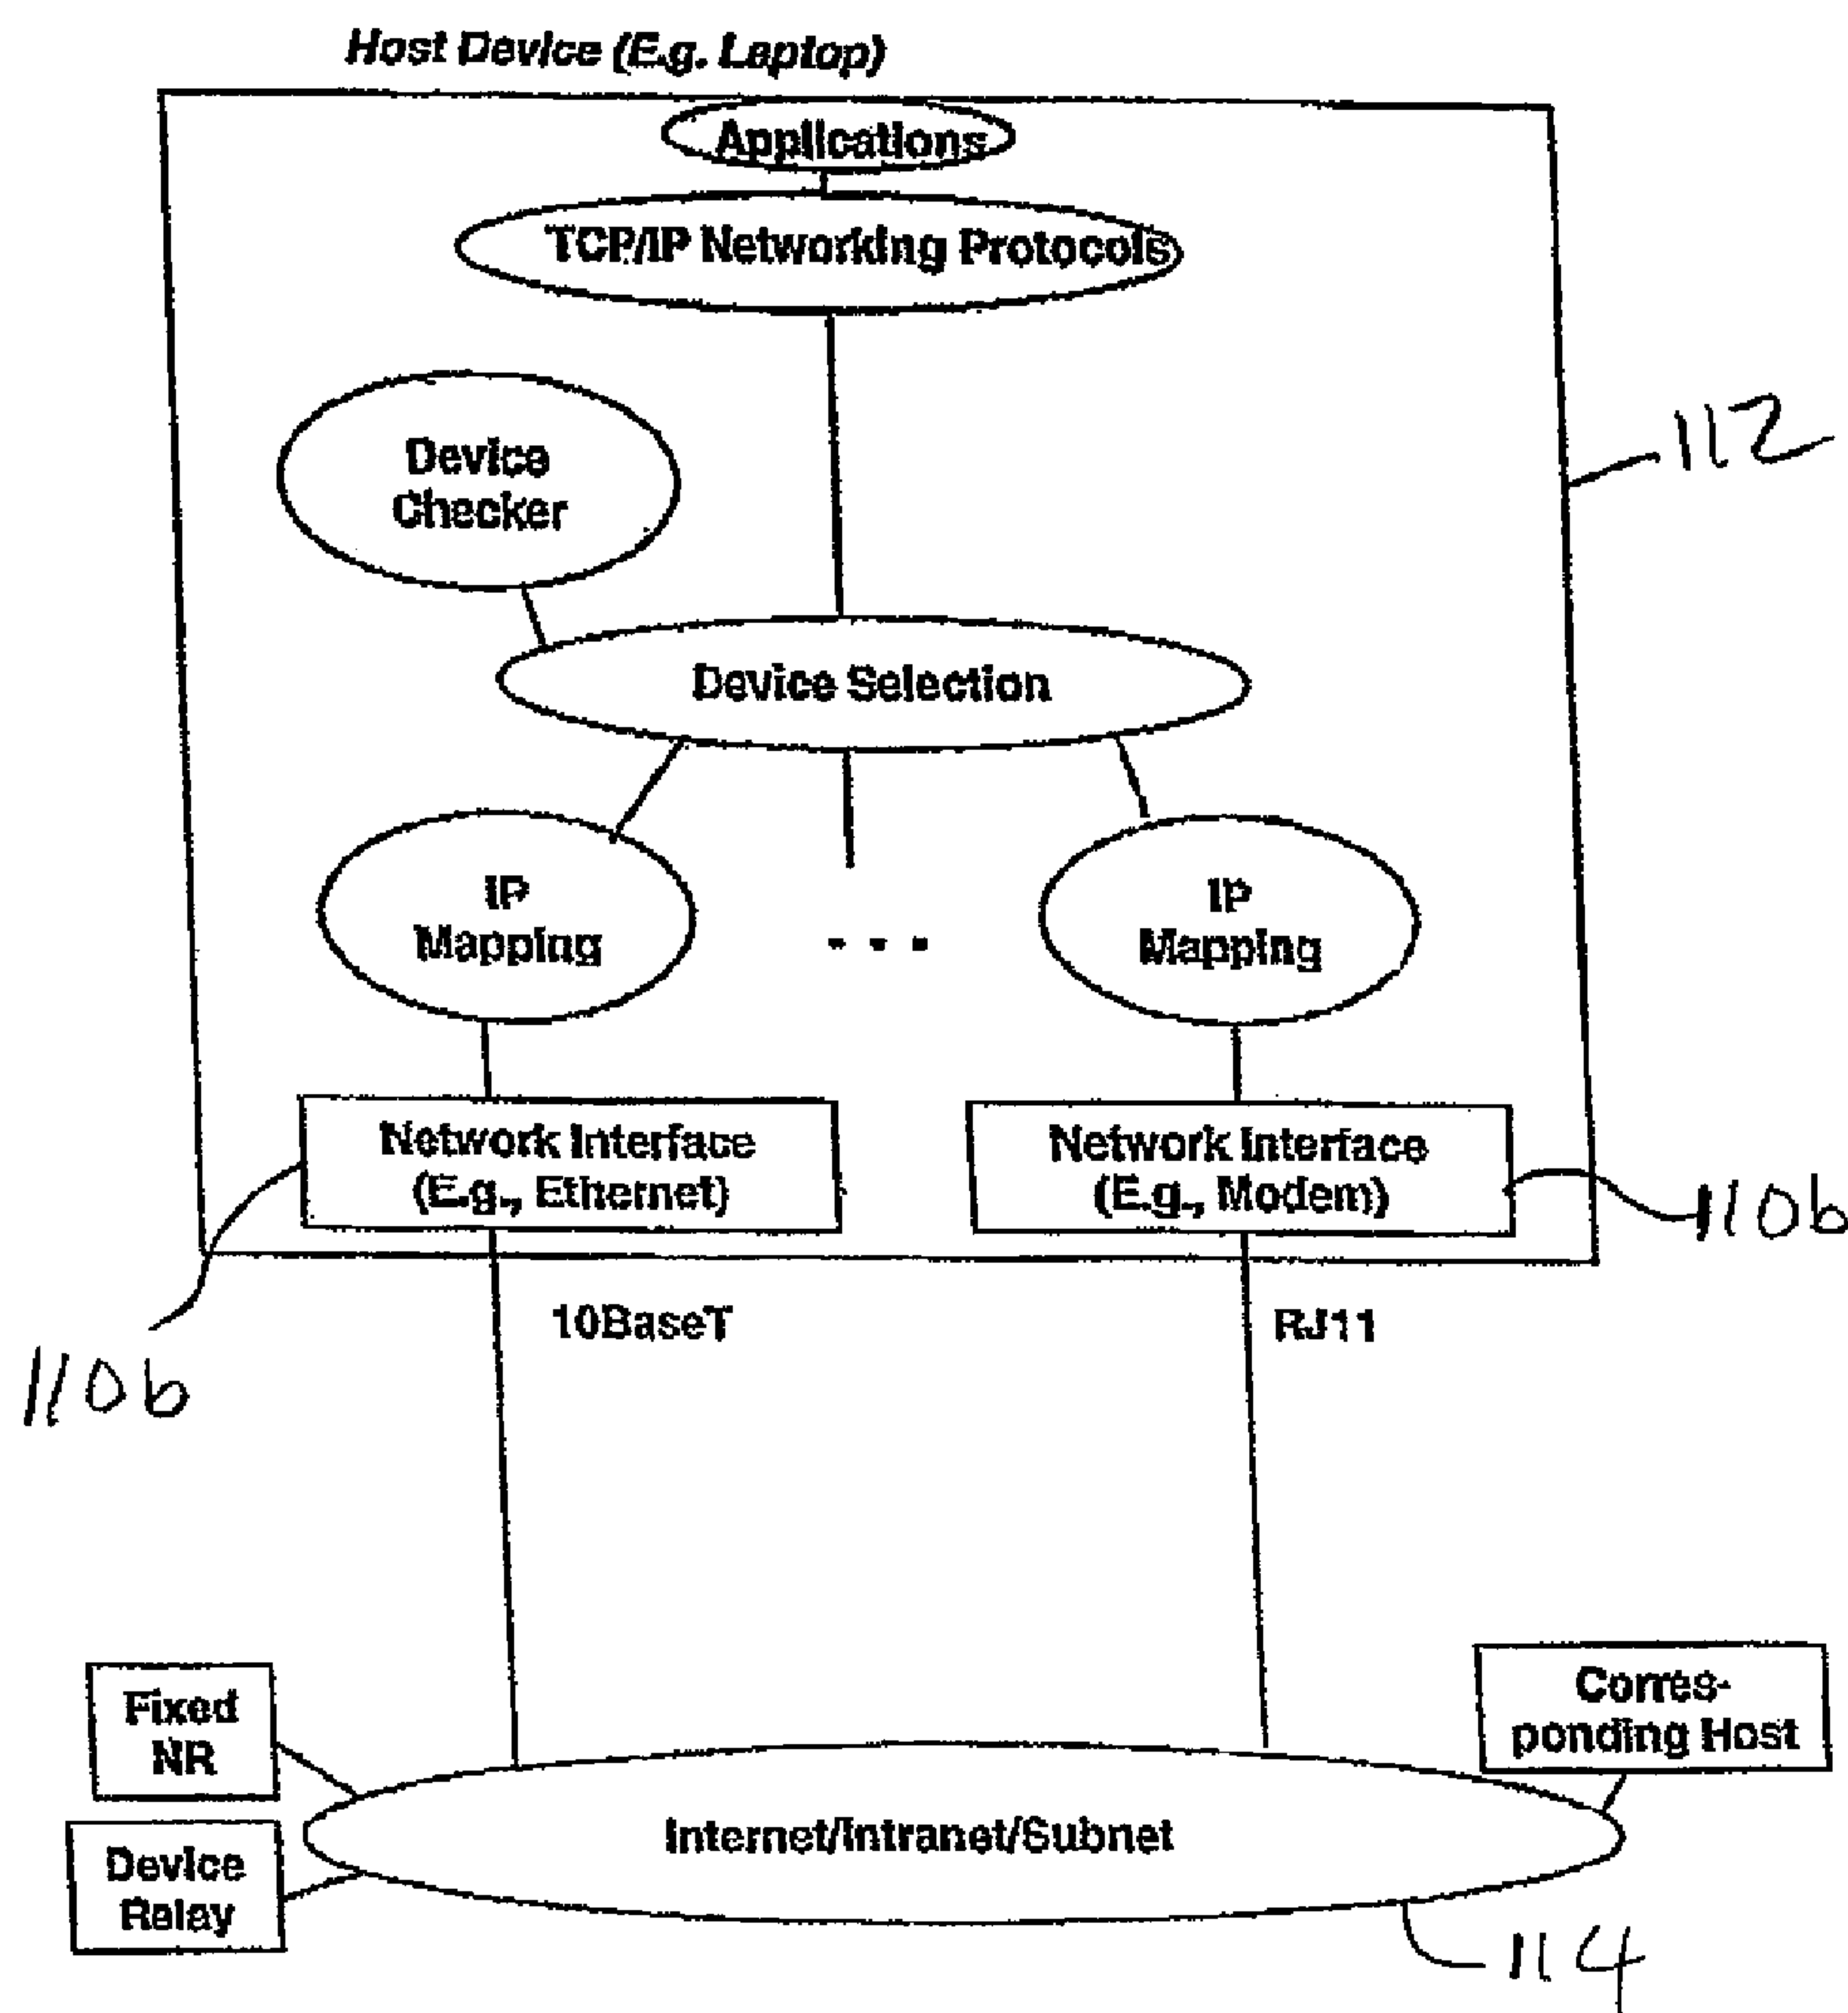 Host Device (E.g. Laptop)
Applications
TCP/IP Networking Protocols
Device
Checker
112
Device Selection
IP
Mapping
. . .
IP
Mapping
Network Interface
(E.g., Ethernet)
Network Interface
(E.g., Modem)
110b
110b
10BaseT
RJ11
Fixed
NR
Corres-
ponding Host
Internet/Intranet/Subnet
Device
Relay
114